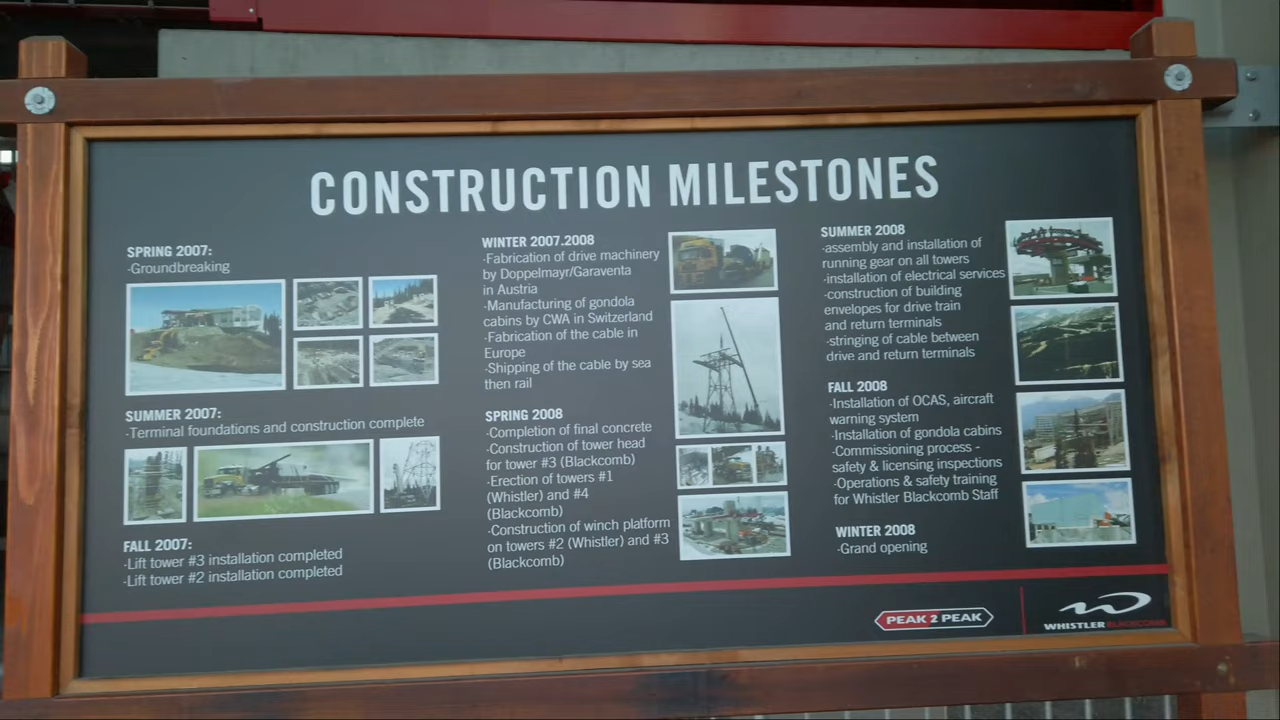 CONSTRUCTION MILESTONES
SPRING 2007:
-Groundbreaking
SUMMER 2007:
-Terminal foundations and construction complete
FALL 2007:
-Lift tower #3 installation completed
-Lift tower #2 installation completed
WINTER 2007.2008
-Fabrication of drive machinery
by Doppelmayr/Garaventa
in Austria
-Manufacturing of gondola
cabins by CWA in Switzerland
-Fabrication of the cable in
Europe
-Shipping of the cable by sea
then rail
SPRING 2008
-Completion of final concrete
-Construction of tower head
for tower #3 (Blackcomb)
-Erection of towers #1
(Whistler) and #4
(Blackcomb)
-Construction of winch platform
on towers #2 (Whistler) and #3
(Blackcomb)
SUMMER 2008
-assembly and installation of
running gear on all towers
-installation of electrical services
-construction of building
envelopes for drive train
and return terminals
-stringing of cable between
drive and return terminals
FALL 2008
-Installation of OCAS, aircraft
warning system
-Installation of gondola cabins
-Commissioning process -
safety & licensing inspections
-Operations & safety training
for Whistler Blackcomb Staff
WINTER 2008
-Grand opening
PEAK 2 PEAK
WHISTLERBLACKCOMB